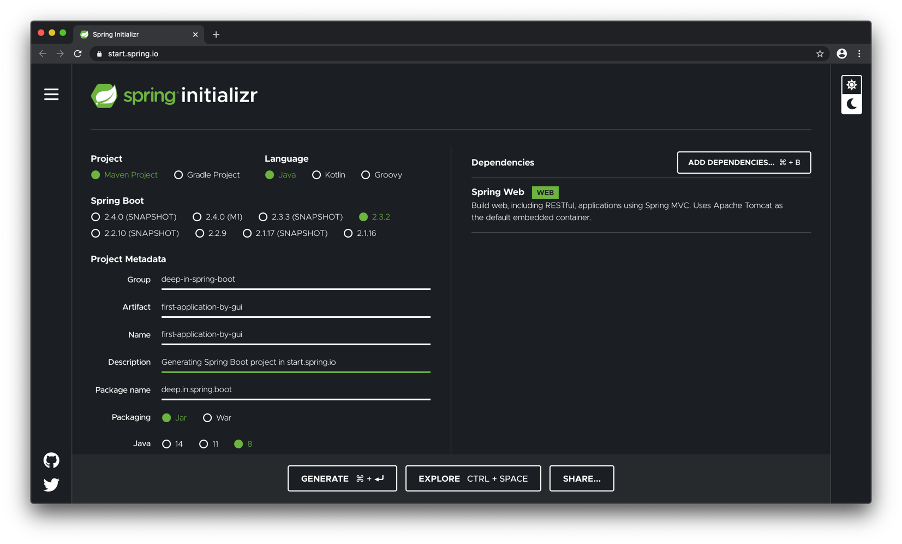 Spring Initializr
start.spring.io
spring initializr
Project
Maven Project Gradle Project
Language
Java Kotlin Groovy
Spring Boot
2.4.0 (SNAPSHOT) 2.4.0 (M1) 2.3.3 (SNAPSHOT) 2.3.2
2.2.10 (SNAPSHOT) 2.2.9 2.1.17 (SNAPSHOT) 2.1.16
Project Metadata
Group deep-in-spring-boot
Artifact first-application-by-gui
Name first-application-by-gui
Description Generating Spring Boot project in start.spring.io
Package name deep.in.spring.boot
Packaging Jar War
Java 14 11 8
Dependencies
ADD DEPENDENCIES... ⌘ + B
Spring Web WEB
Build web, including RESTful, applications using Spring MVC. Uses Apache Tomcat as
the default embedded container.
GENERATE ⌘ + ↵
EXPLORE CTRL + SPACE
SHARE...